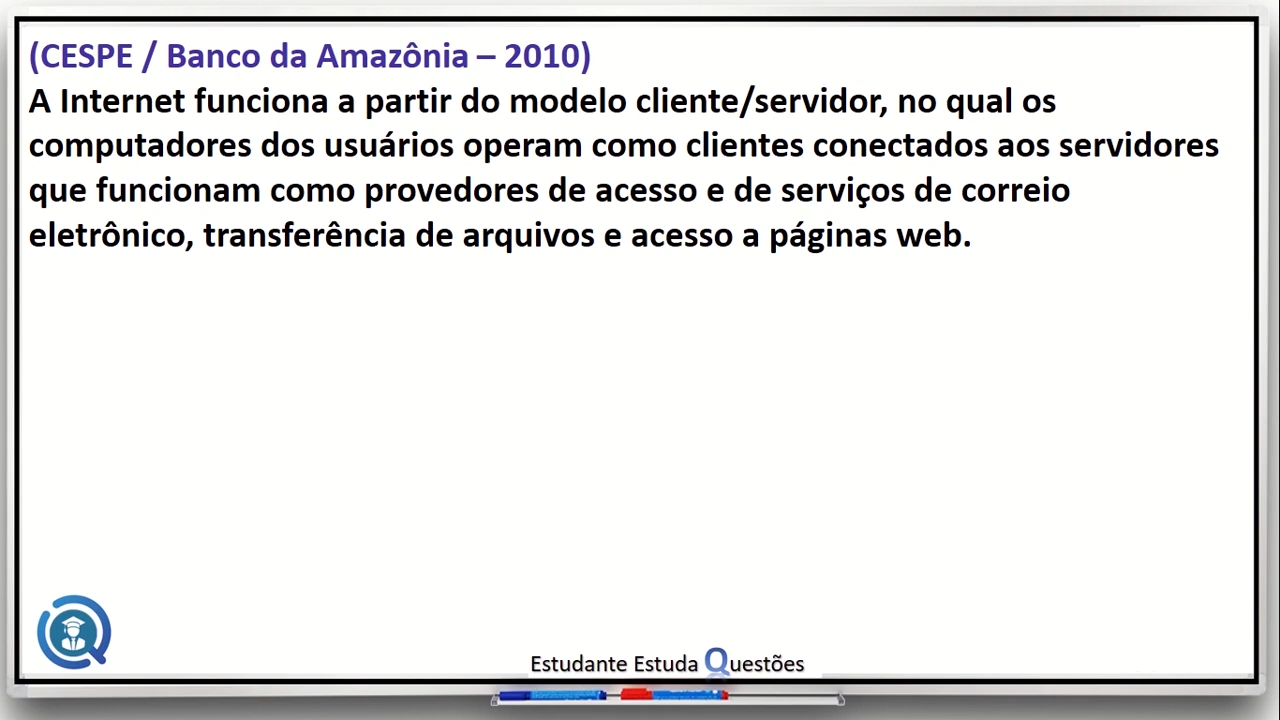 (CESPE / Banco da Amazônia – 2010)
A Internet funciona a partir do modelo cliente/servidor, no qual os
computadores dos usuários operam como clientes conectados aos servidores
que funcionam como provedores de acesso e de serviços de correio
eletrônico, transferência de arquivos e acesso a páginas web.
Estudante Estuda Questões